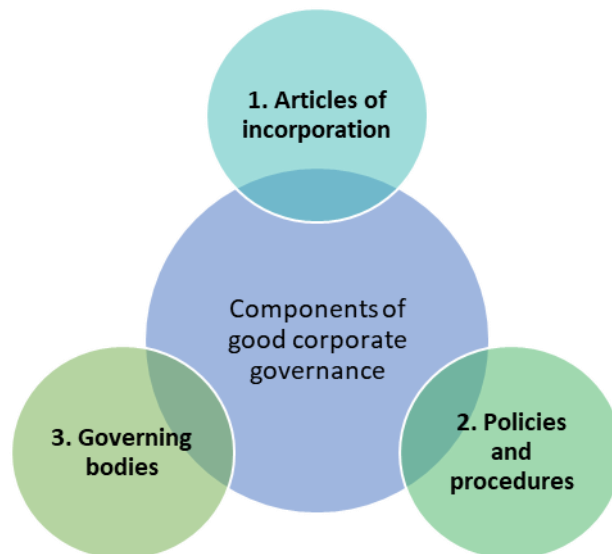 1. Articles of
incorporation
Components of
good corporate
governance
3. Governing
bodies
2. Policies
and
procedures